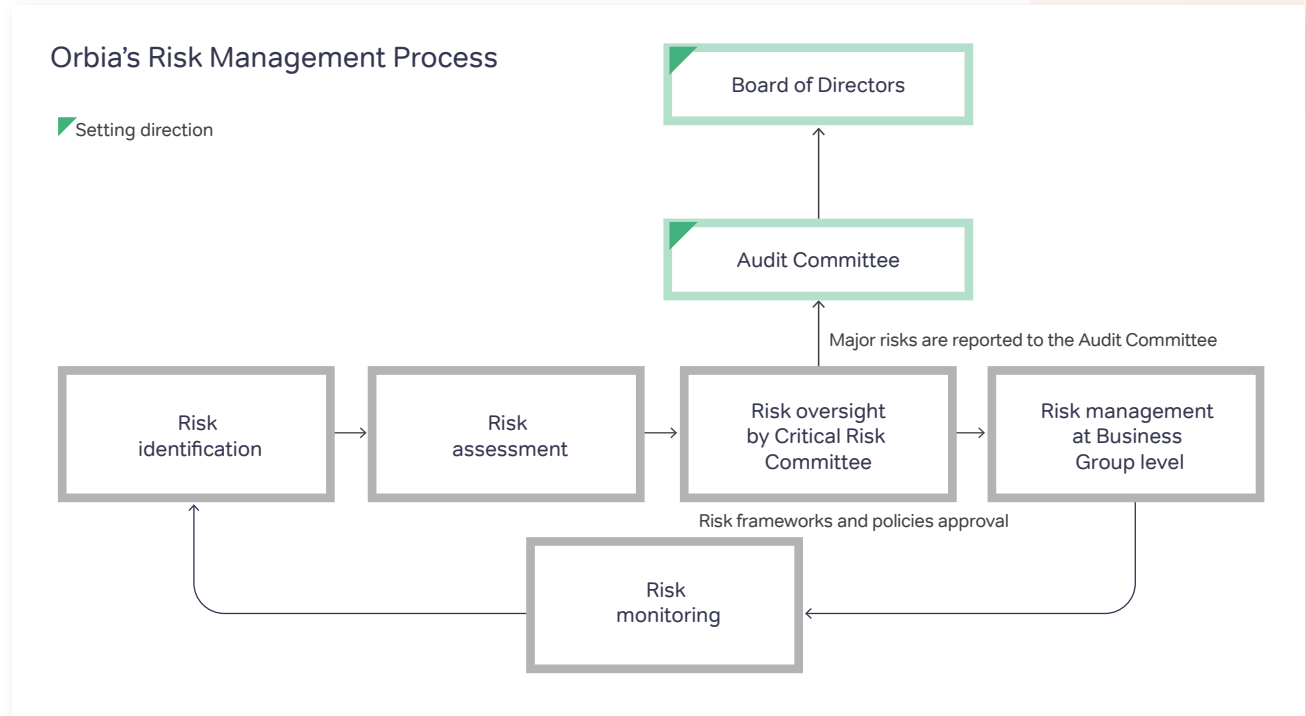 Orbia’s Risk Management Process
Setting direction
Board of Directors
Audit Committee
Major risks are reported to the Audit Committee
Risk
identification
Risk
assessment
Risk oversight
by Critical Risk
Committee
Risk management
at Business
Group level
Risk frameworks and policies approval
Risk
monitoring